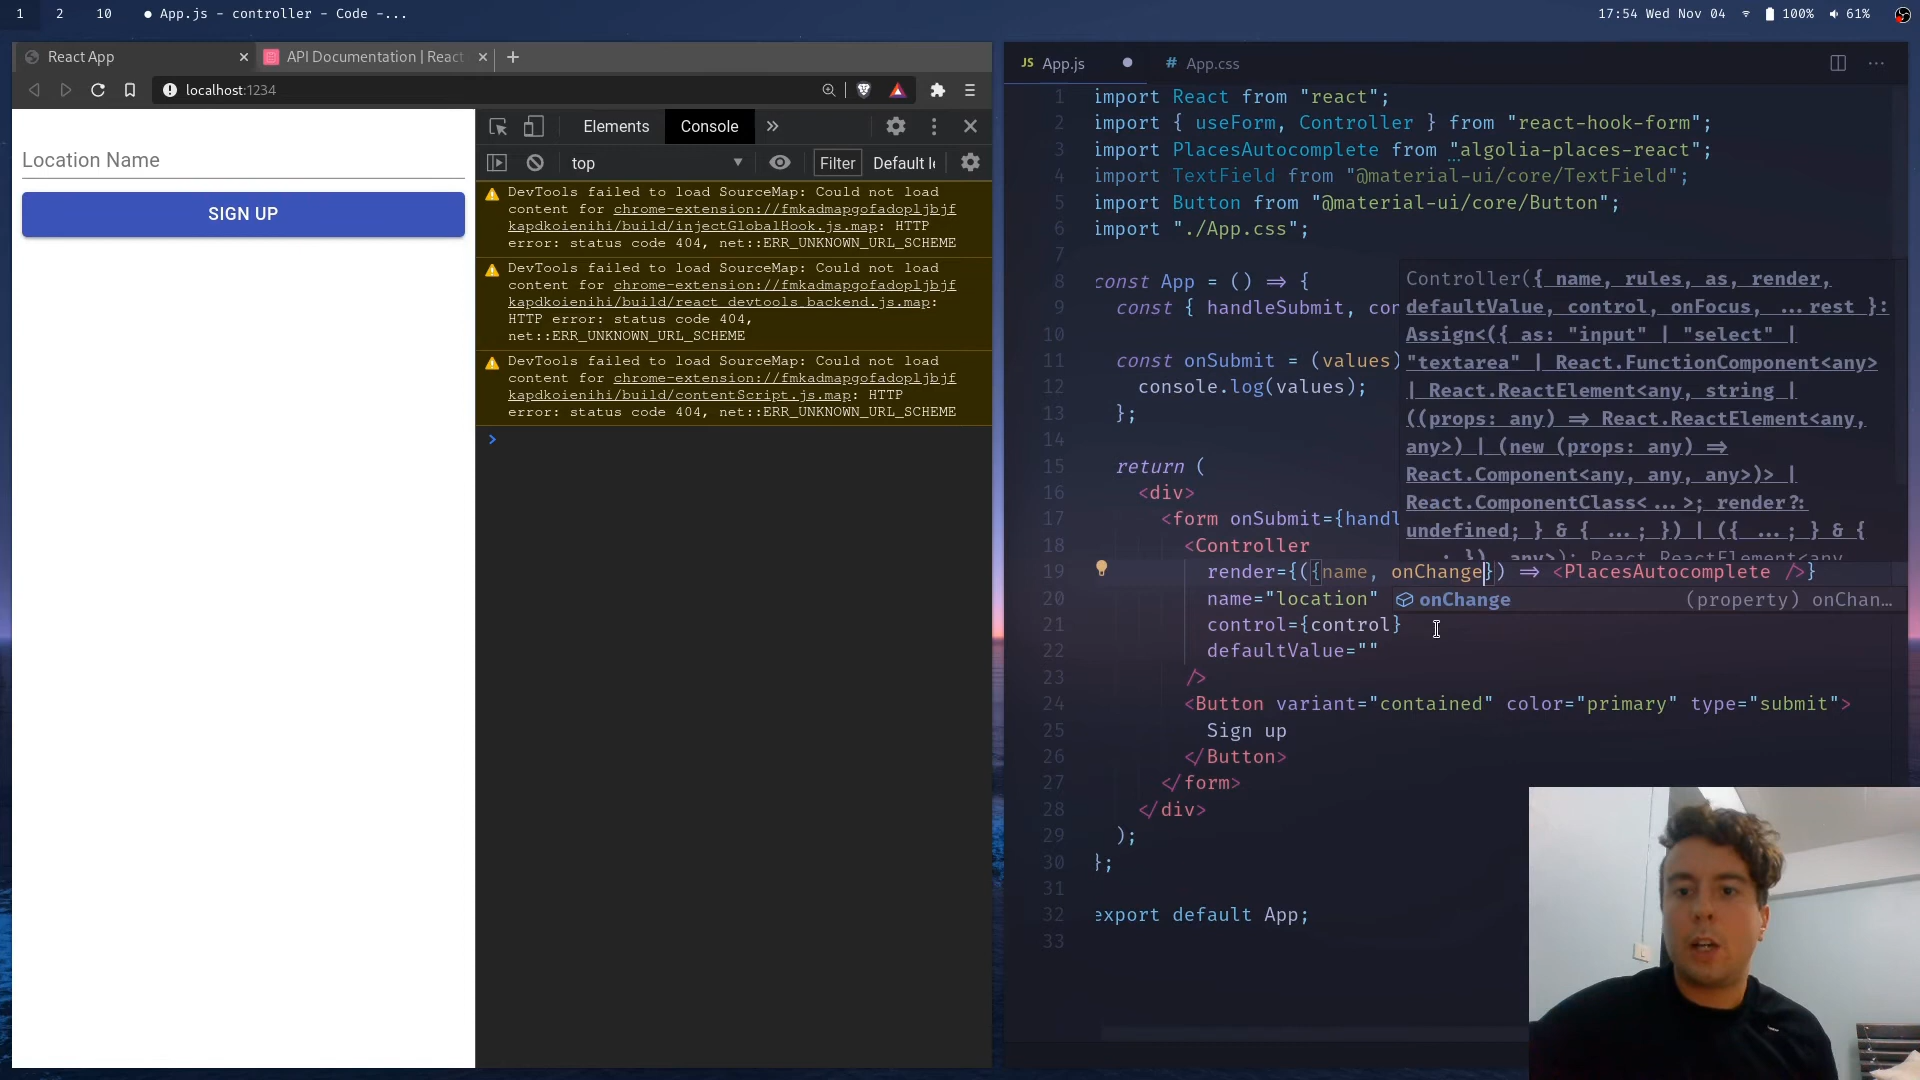 1 2 10 ● App.js - controller - Code -...
17:54 Wed Nov 04 100% 61%
React App × API Documentation | React × +
localhost:1234
Location Name
SIGN UP
Elements Console »
top Filter
DevTools failed to load SourceMap: Could not load
content for chrome-extension://fmkadmapgofadopljbjf
kapdkoienihi/build/injectGlobalHook.js.map: HTTP
error: status code 404, net::ERR_UNKNOWN_URL_SCHEME
DevTools failed to load SourceMap: Could not load
content for chrome-extension://fmkadmapgofadopljbjf
kapdkoienihi/build/react_devtools_backend.js.map:
HTTP error: status code 404,
net::ERR_UNKNOWN_URL_SCHEME
DevTools failed to load SourceMap: Could not load
content for chrome-extension://fmkadmapgofadopljbjf
kapdkoienihi/build/contentScript.js.map: HTTP
error: status code 404, net::ERR_UNKNOWN_URL_SCHEME
>
JS App.js ● # App.css
1 import React from "react";
2 import { useForm, Controller } from "react-hook-form";
3 import PlacesAutocomplete from "algolia-places-react";
4 import TextField from "@material-ui/core/TextField";
5 import Button from "@material-ui/core/Button";
6 import "./App.css";
7
8 const App = () => {
9 const { handleSubmit, cor
10
11 const onSubmit = (values)
12 console.log(values);
13 };
14
15 return (
16 <div>
17 <form onSubmit={handl
18 <Controller
19 render={({name, onChange}) => <PlacesAutocomplete />}
20 name="location"
21 control={control}
22 defaultValue=""
23 />
24 <Button variant="contained" color="primary" type="submit">
25 Sign up
26 </Button>
27 </form>
28 </div>
29 );
30 };
31
32 export default App;
33
Controller({ name, rules, as, render,
defaultValue, control, onFocus, ...rest }:
Assign<({ as: "input" | "select" |
"textarea" | React.FunctionComponent<any>
| React.ReactElement<any, string |
((props: any) => React.ReactElement<any,
any>) | (new (props: any) =>
React.Component<any, any, any>)> |
React.ComponentClass<...>; render?:
undefined; } & { ...; }) | ({ ...; } & {
...; }), any>): React.ReactElement<any
onChange (property) onChan...